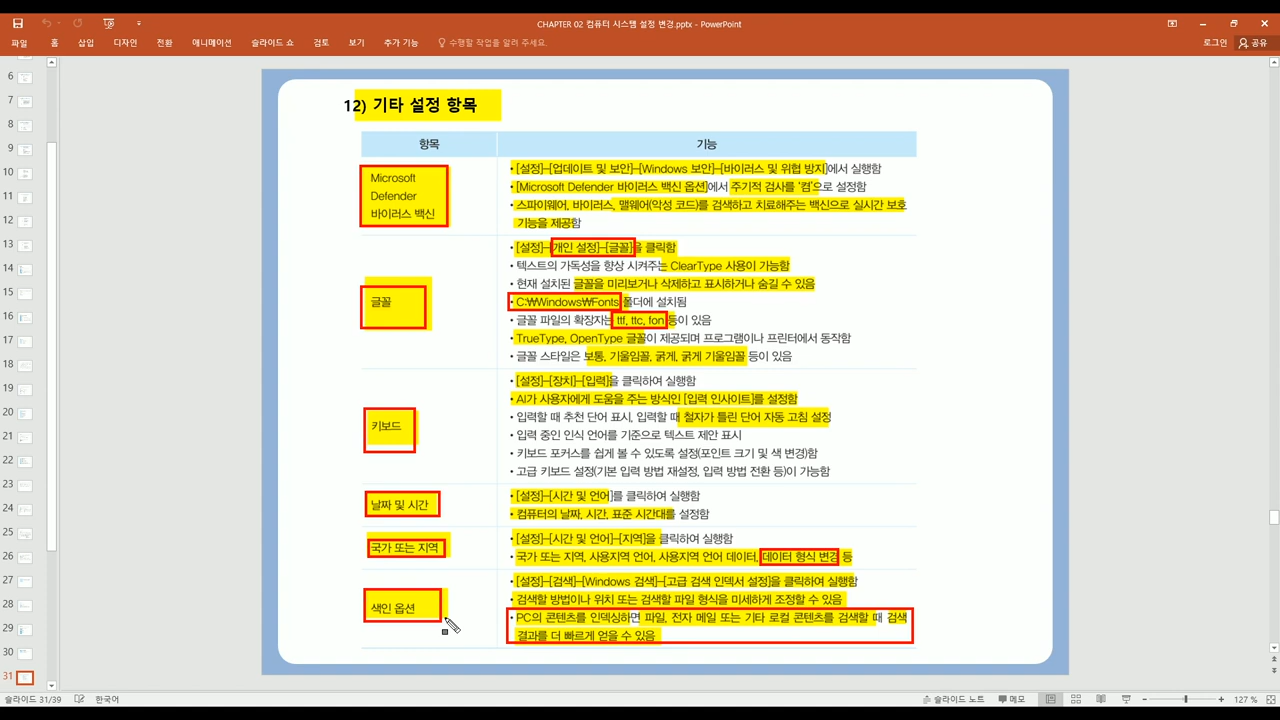 CHAPTER 02 컴퓨터 시스템 설정 변경.pptx - PowerPoint
파일 홈 삽입 디자인 전환 애니메이션 슬라이드 쇼 검토 보기 추가 기능 수행할 작업을 알려 주세요. 로그인 공유
6
7
8
9
10
11
12
13
14
15
16
17
18
19
20
21
22
23
24
25
26
27
28
29
30
31
12) 기타 설정 항목
항목 기능
Microsoft
Defender
바이러스 백신
• [설정]-[업데이트 및 보안]-[Windows 보안]-[바이러스 및 위협 방지]에서 실행함
• [Microsoft Defender 바이러스 백신 옵션]에서 주기적 검사를 '켬'으로 설정함
• 스파이웨어, 바이러스, 맬웨어(악성 코드)를 검색하고 치료해주는 백신으로 실시간 보호
기능을 제공함
글꼴
• [설정]-[개인 설정]-[글꼴]을 클릭함
• 텍스트의 가독성을 향상 시켜주는 ClearType 사용이 가능함
• 현재 설치된 글꼴을 미리보거나 삭제하고 표시하거나 숨길 수 있음
• C:₩Windows₩Fonts 폴더에 설치됨
• 글꼴 파일의 확장자는 ttf, ttc, fon 등이 있음
• TrueType, OpenType 글꼴이 제공되며 프로그램이나 프린터에서 동작함
• 글꼴 스타일은 보통, 기울임꼴, 굵게, 굵게 기울임꼴 등이 있음
키보드
• [설정]-[장치]-[입력]을 클릭하여 실행함
• AI가 사용자에게 도움을 주는 방식인 [입력 인사이트]를 설정함
• 입력할 때 추천 단어 표시, 입력할 때 철자가 틀린 단어 자동 고침 설정
• 입력 중인 인식 언어를 기준으로 텍스트 제안 표시
• 키보드 포커스를 쉽게 볼 수 있도록 설정(포인트 크기 및 색 변경)함
• 고급 키보드 설정(기본 입력 방법 재설정, 입력 방법 전환 등)이 가능함
날짜 및 시간
• [설정]-[시간 및 언어]를 클릭하여 실행함
• 컴퓨터의 날짜, 시간, 표준 시간대를 설정함
국가 또는 지역
• [설정]-[시간 및 언어]-[지역]을 클릭하여 실행함
• 국가 또는 지역, 사용지역 언어, 사용지역 언어 데이터, 데이터 형식 변경 등
색인 옵션
• [설정]-[검색]-[Windows 검색]-[고급 검색 인덱서 설정]을 클릭하여 실행함
• 검색할 방법이나 위치 또는 검색할 파일 형식을 미세하게 조정할 수 있음
• PC의 콘텐츠를 인덱싱하면 파일, 전자 메일 또는 기타 로컬 콘텐츠를 검색할 때 검색
결과를 더 빠르게 얻을 수 있음
슬라이드 31/39 한국어 슬라이드 노트 메모 127 %